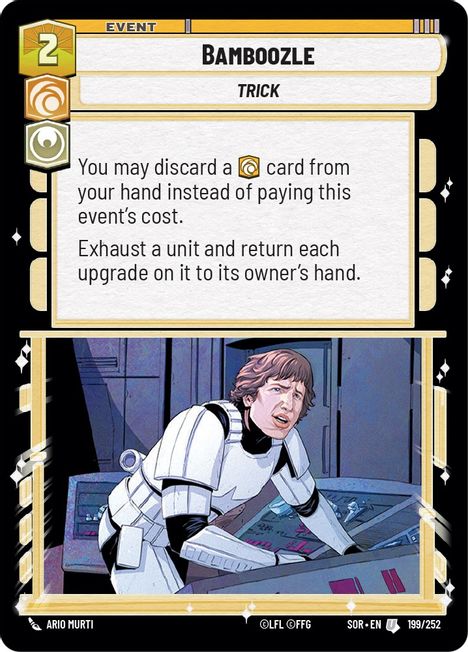 2
EVENT
BAMBOOZLE
TRICK
You may discard a card from
your hand instead of paying this
event's cost.
Exhaust a unit and return each
upgrade on it to its owner's hand.
ARIO MURTI
©LFL ©FFG
SOR • EN U 199/252